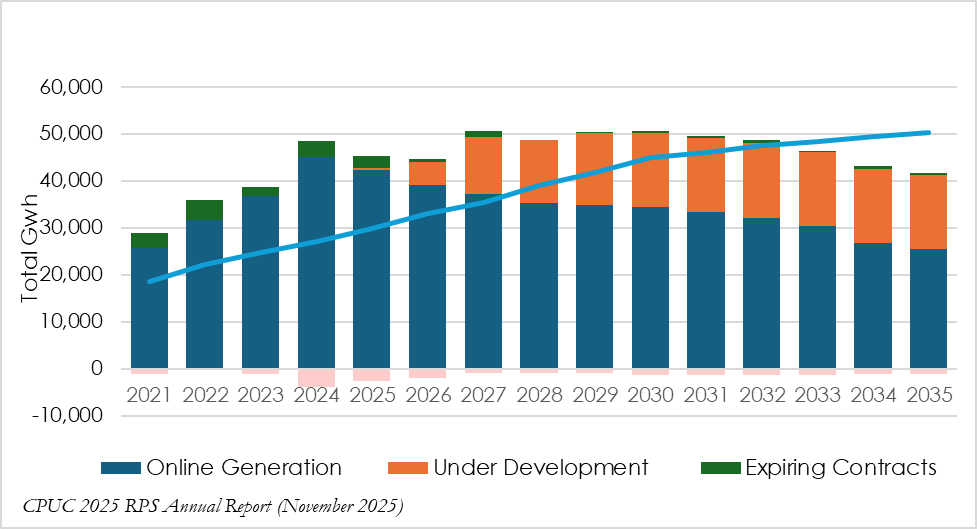 60,000
50,000
40,000
30,000
20,000
10,000
0
-10,000
Total Gwh
2021 2022 2023 2024 2025 2026 2027 2028 2029 2030 2031 2032 2033 2034 2035
Online Generation Under Development Expiring Contracts
CPUC 2025 RPS Annual Report (November 2025)